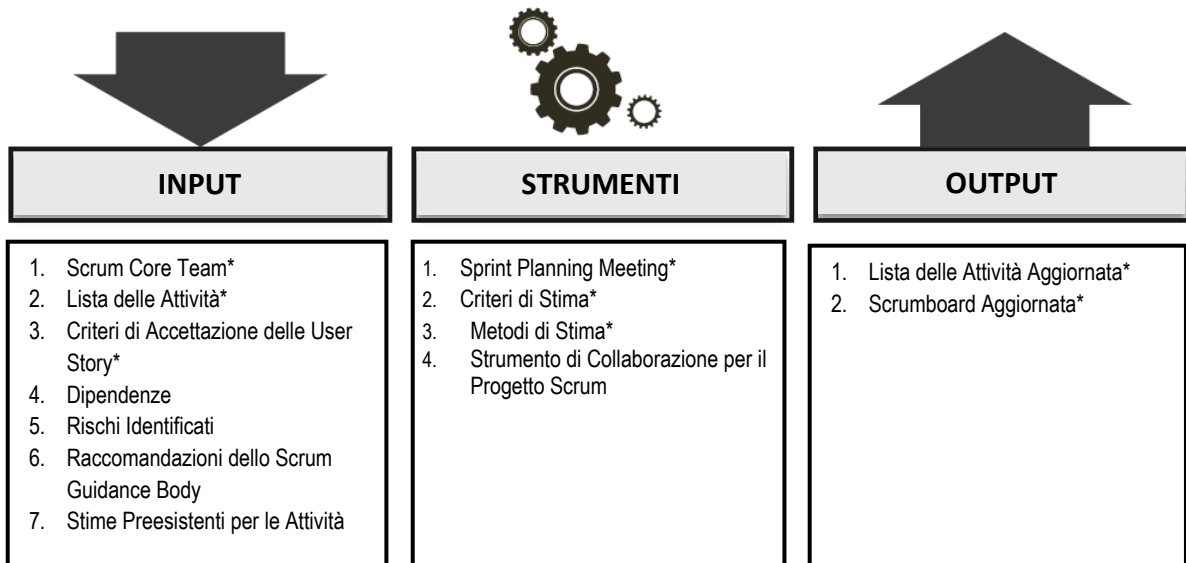 INPUT
1. Scrum Core Team*
2. Lista delle Attività*
3. Criteri di Accettazione delle User
Story*
4. Dipendenze
5. Rischi Identificati
6. Raccomandazioni dello Scrum
Guidance Body
7. Stime Preesistenti per le Attività
STRUMENTI
1. Sprint Planning Meeting*
2. Criteri di Stima*
3. Metodi di Stima*
4. Strumento di Collaborazione per il
Progetto Scrum
OUTPUT
1. Lista delle Attività Aggiornata*
2. Scrumboard Aggiornata*